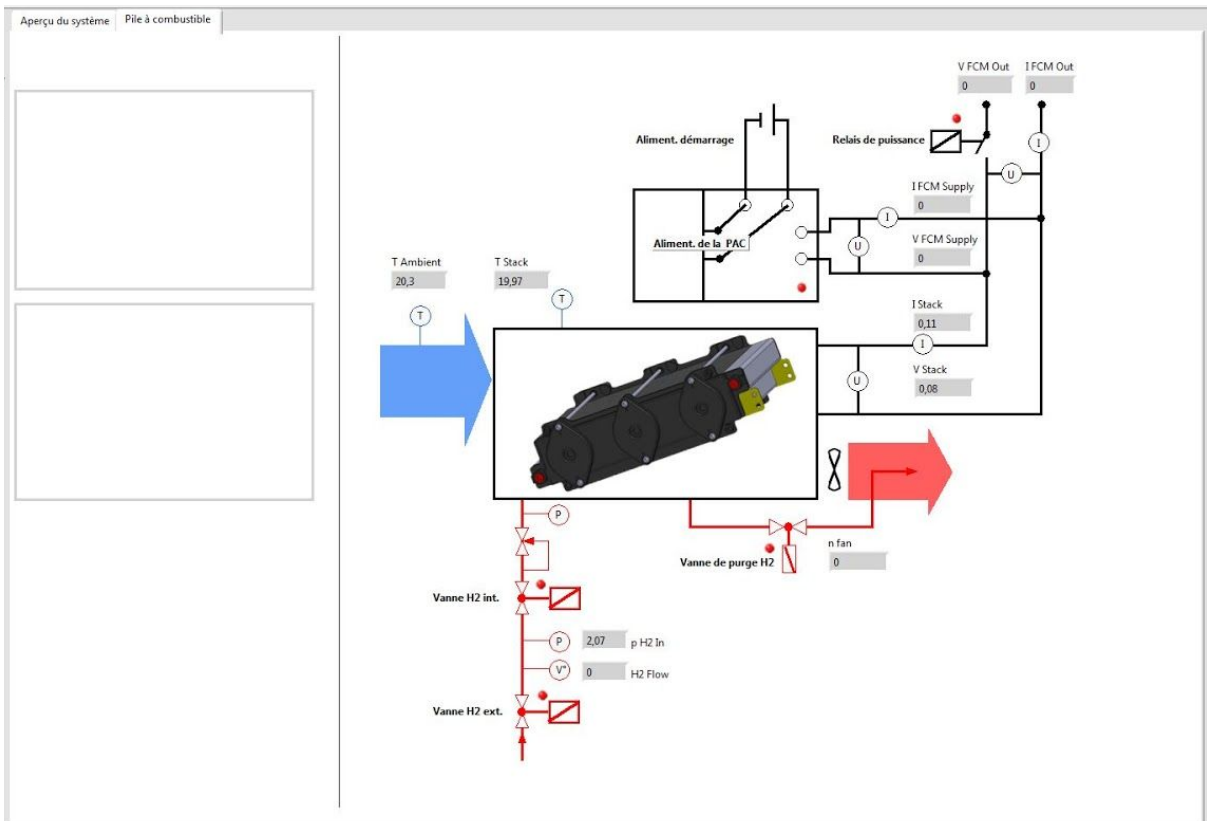 Aperçu du système Pile à combustible
V FCM Out I FCM Out
0 0
Aliment. démarrage
Relais de puissance
I
U
I FCM Supply
0
I
Aliment. de la PAC
U
V FCM Supply
0
T Ambient T Stack
20,3 19,97
T T
I Stack
0,11
I
U
V Stack
0,08
P
Vanne de purge H2
n fan
0
Vanne H2 int.
P 2,07 p H2 In
V° 0 H2 Flow
Vanne H2 ext.